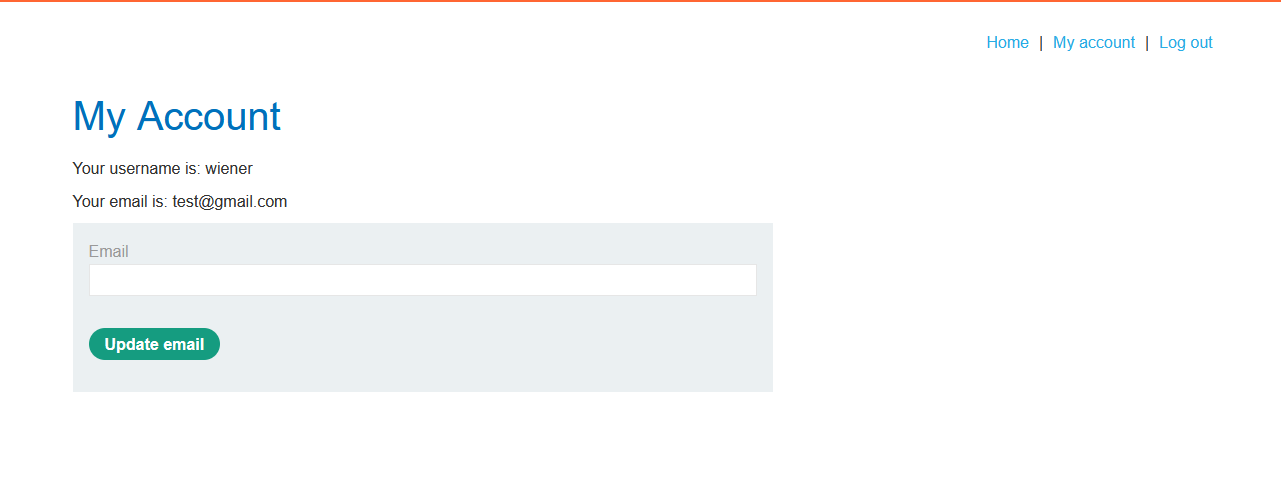 Home | My account | Log out
My Account
Your username is: wiener
Your email is: test@gmail.com
Email
Update email